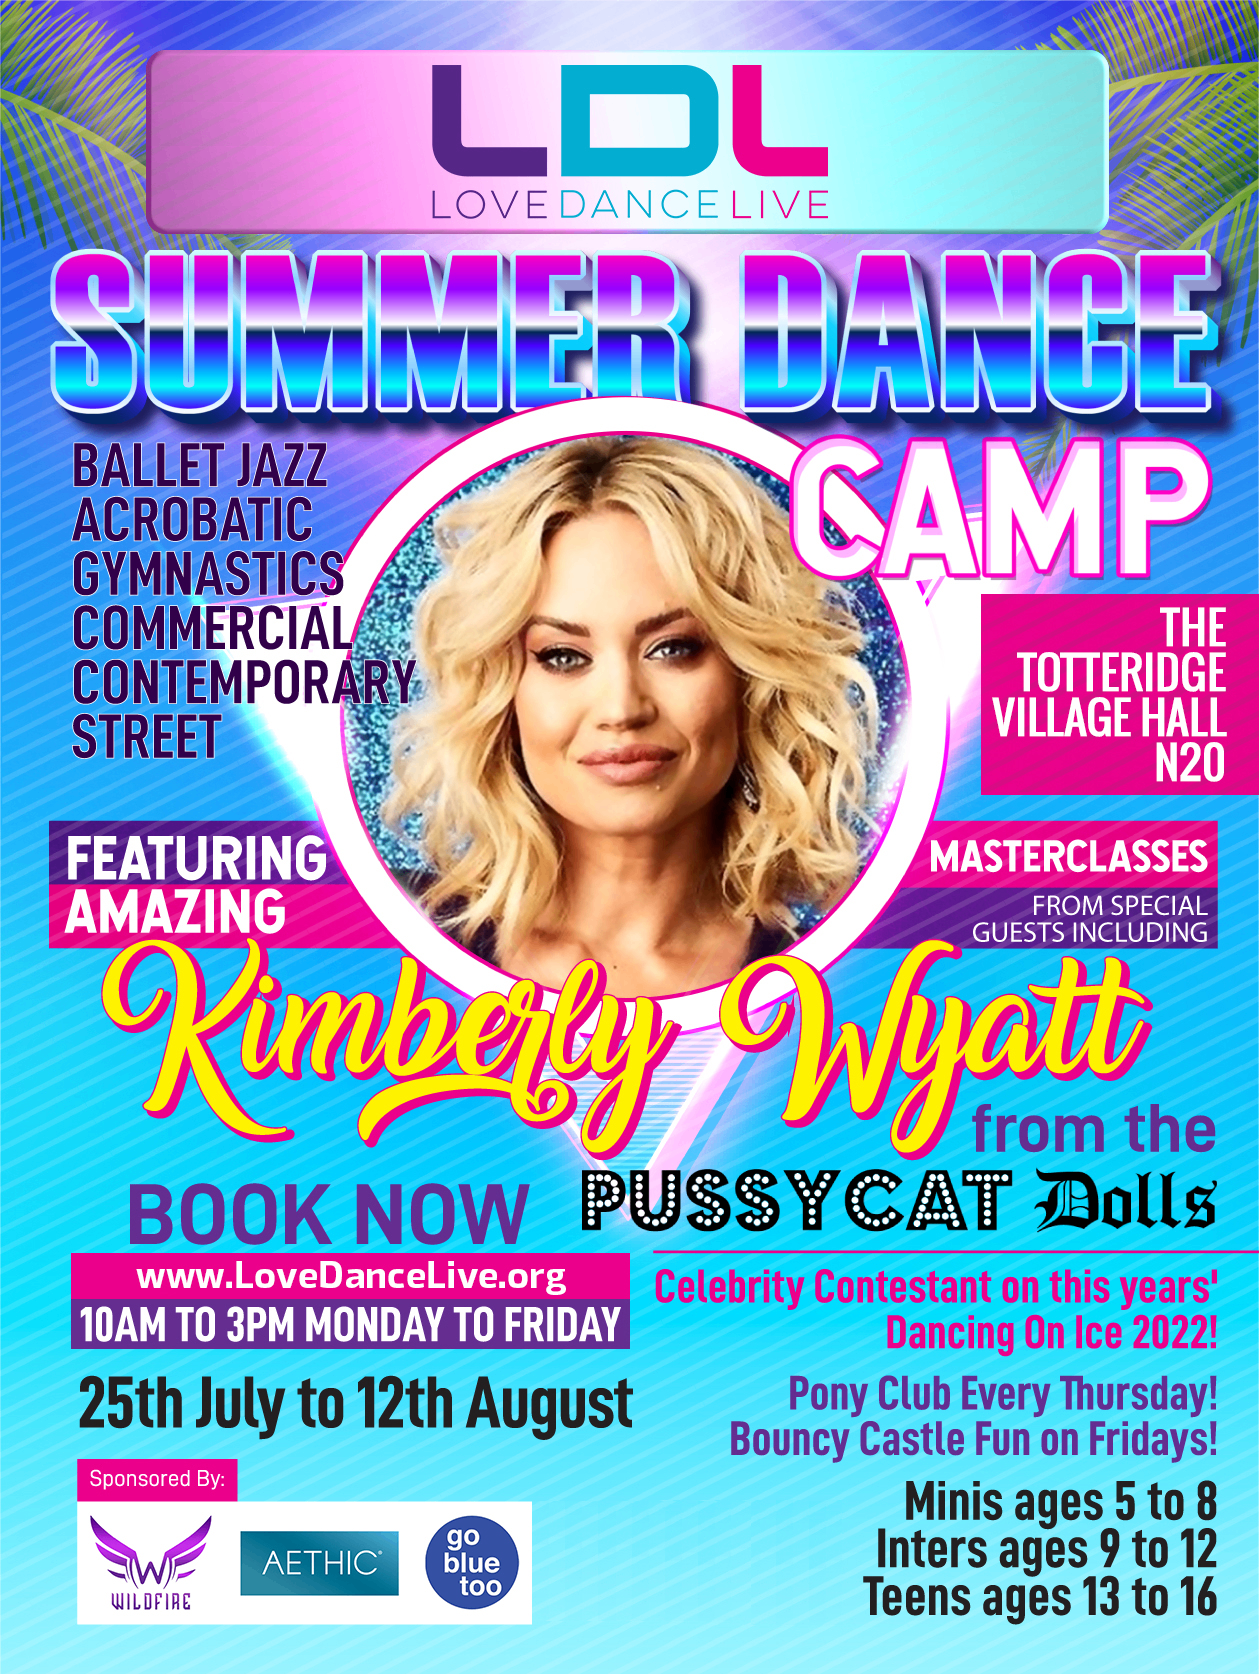 LDL
LOVEDANCELIVE
SUMMER DANCE
CAMP
BALLET JAZZ
ACROBATIC
GYMNASTICS
COMMERCIAL
CONTEMPORARY
STREET
THE
TOTTERIDGE
VILLAGE HALL
N20
FEATURING
AMAZING
MASTERCLASSES
FROM SPECIAL
GUESTS INCLUDING
Kimberly Wyatt
from the
PUSSYCAT Dolls
BOOK NOW
www.LoveDanceLive.org
10AM TO 3PM MONDAY TO FRIDAY
25th July to 12th August
Celebrity Contestant on this years'
Dancing On Ice 2022!
Pony Club Every Thursday!
Bouncy Castle Fun on Fridays!
Minis ages 5 to 8
Inters ages 9 to 12
Teens ages 13 to 16
Sponsored By:
W
WILDFIRE
AETHIC®
go
blue
too